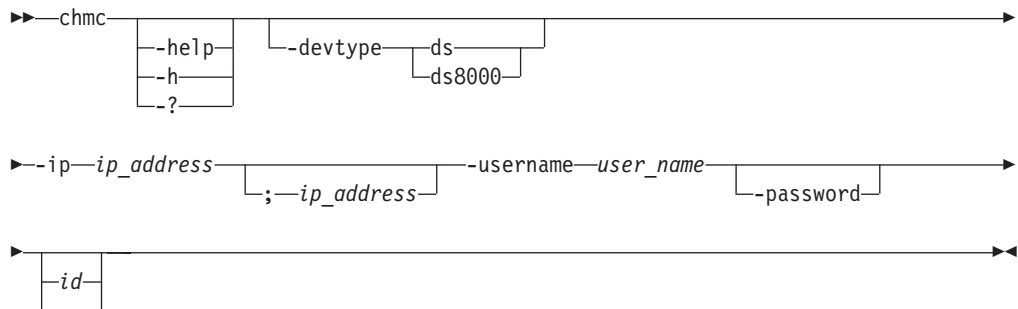 chmc
-help
-h
-?
-devtype
ds
ds8000
-ip ip_address
; ip_address
-username user_name
-password
id